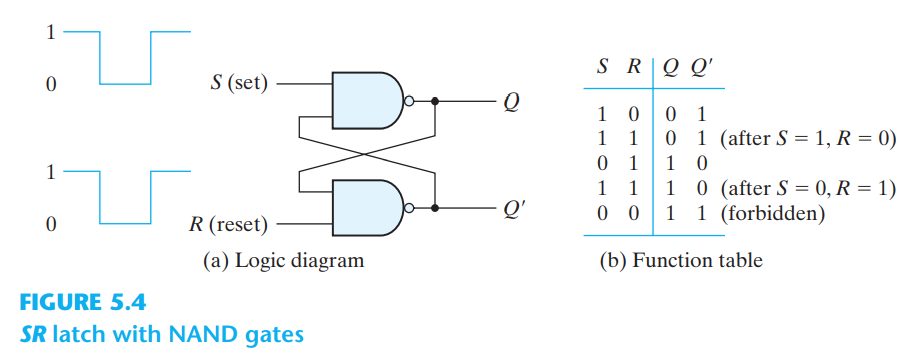 1
0
S (set)
Q
1
0
R (reset)
Q'
(a) Logic diagram
S R Q Q'
1 0 0 1
1 1 0 1 (after S = 1, R = 0)
0 1 1 0
1 1 1 0 (after S = 0, R = 1)
0 0 1 1 (forbidden)
(b) Function table
FIGURE 5.4
SR latch with NAND gates